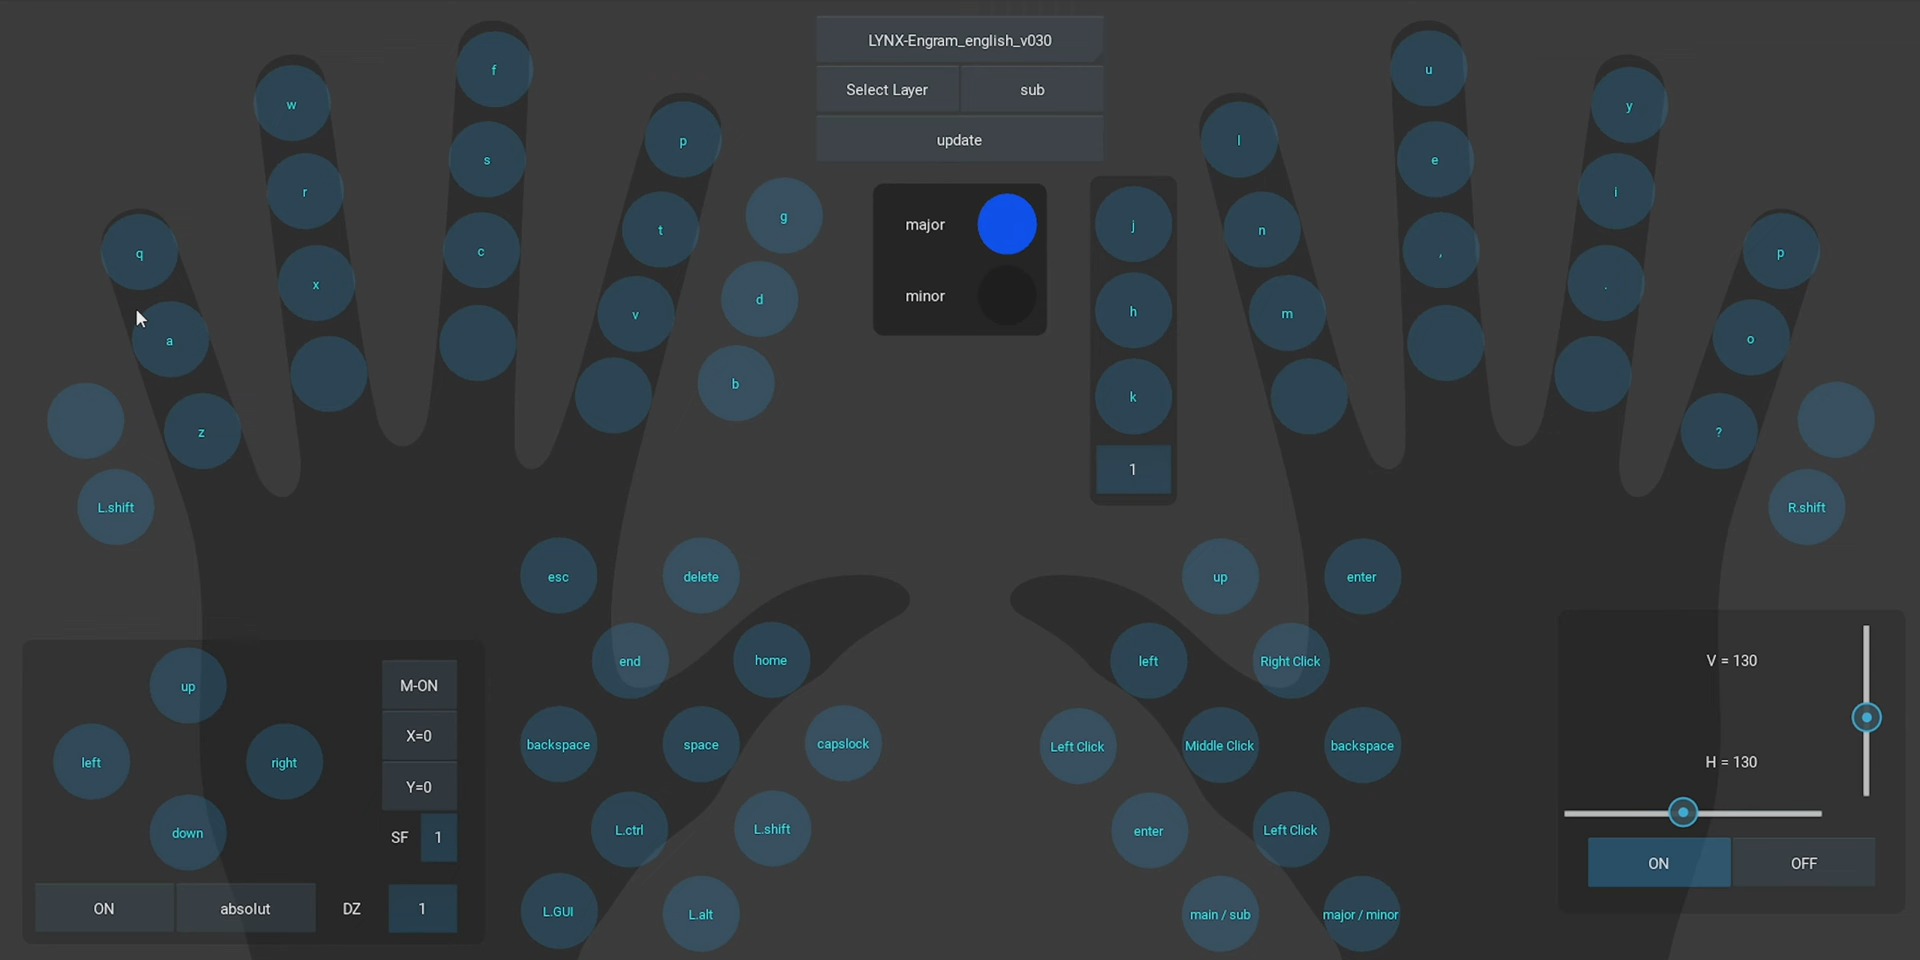 LYNX-Engram_english_v030
Select Layer sub
update
major
minor
q
a
z
w
r
x
f
s
c
p
t
v
g
d
b
L.shift
j
h
k
1
l
n
m
u
e
,
y
i
.
p
o
?
R.shift
esc delete
end home
backspace space capslock
L.ctrl L.shift
L.GUI L.alt
up enter
left Right Click
Left Click Middle Click backspace
enter Left Click
main / sub major / minor
up
left right
down
M-ON
X=0
Y=0
SF 1
ON absolut DZ 1
V = 130
H = 130
ON OFF